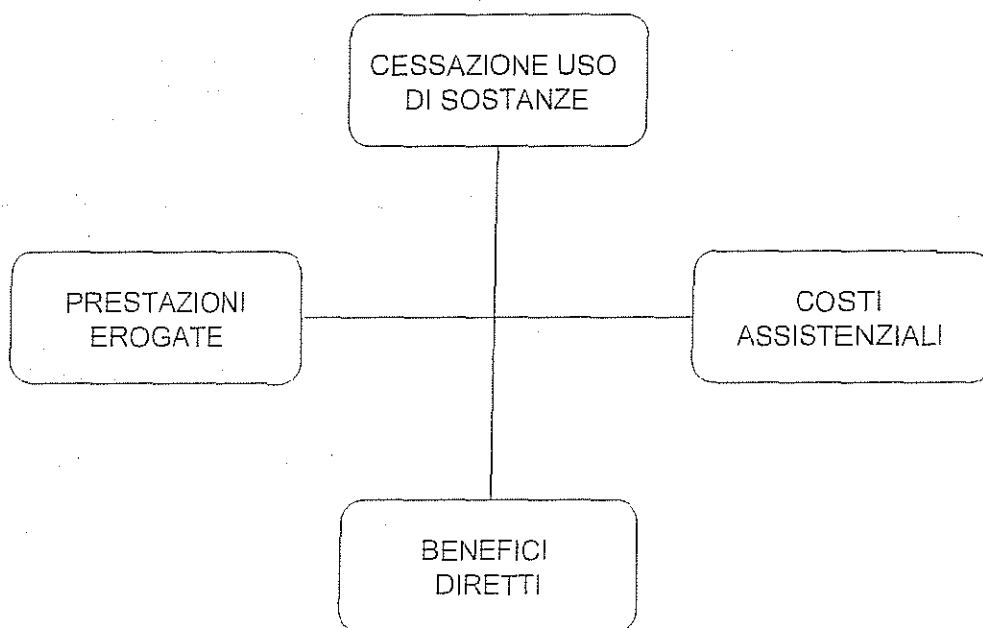 CESSAZIONE USO
DI SOSTANZE
PRESTAZIONI
EROGATE
COSTI
ASSISTENZIALI
BENEFICI
DIRETTI